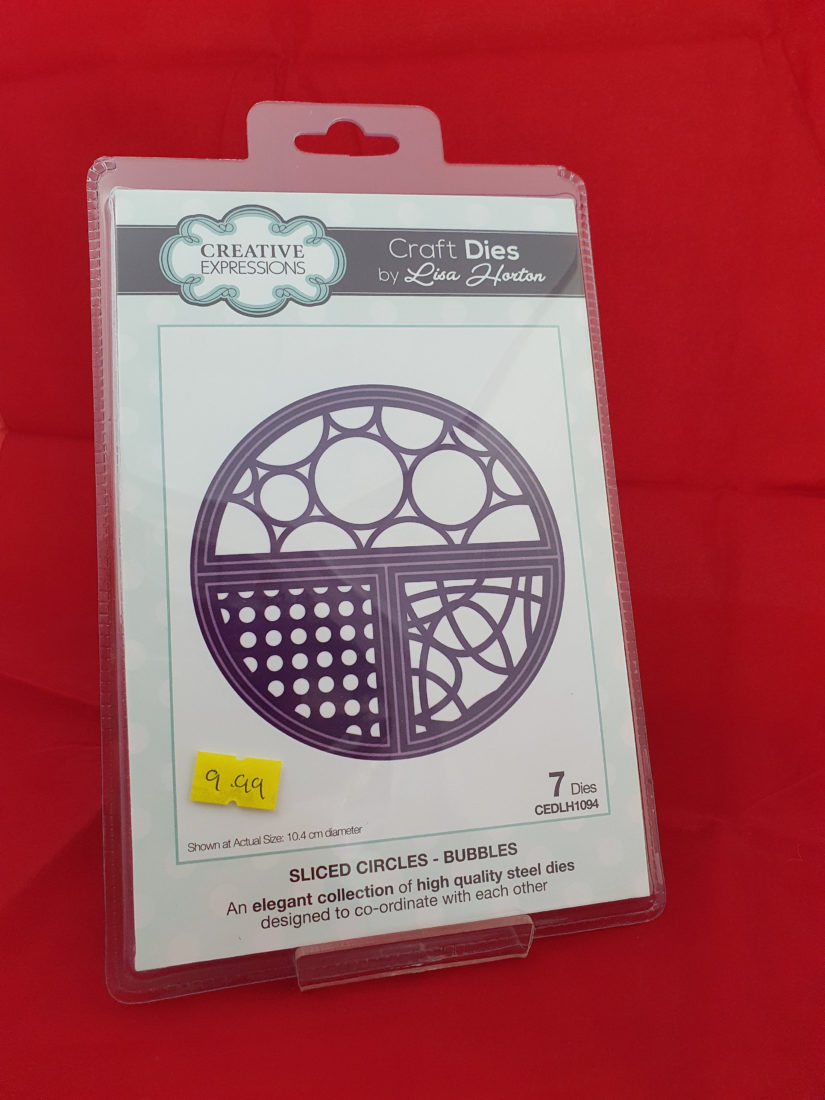 CREATIVE
EXPRESSIONS
Craft Dies
by Lisa Horton
9.99
7 Dies
CEDLH1094
Shown at Actual Size: 10.4 cm diameter
SLICED CIRCLES - BUBBLES
An elegant collection of high quality steel dies
designed to co-ordinate with each other